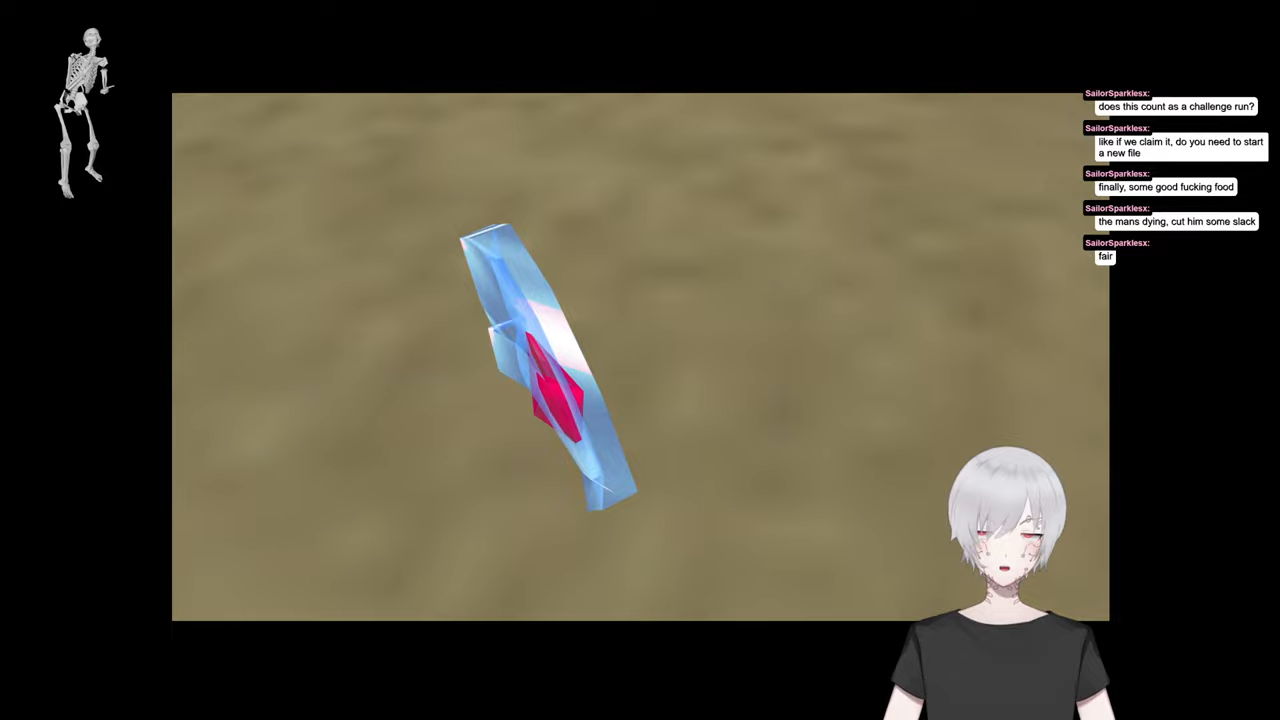 SailorSparklesx:
does this count as a challenge run?
SailorSparklesx:
like if we claim it, do you need to start
a new file
SailorSparklesx:
finally, some good fucking food
SailorSparklesx:
the mans dying, cut him some slack
SailorSparklesx:
fair